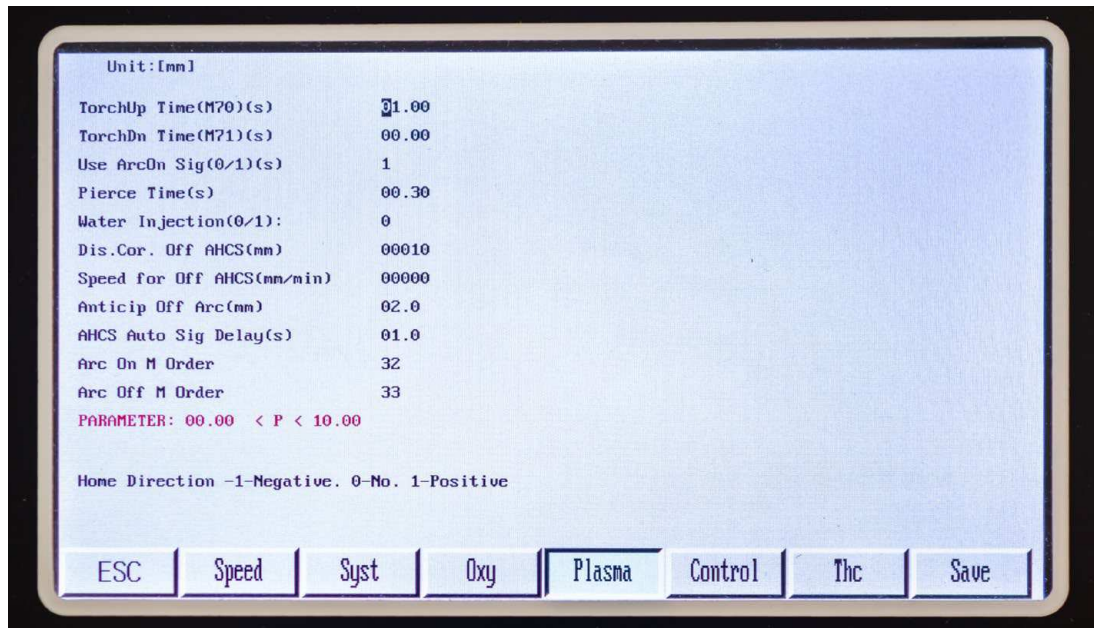 Unit:[mm]
TorchUp Time(M70)(s) 01.00
TorchDn Time(M71)(s) 00.00
Use ArcOn Sig(0/1)(s) 1
Pierce Time(s) 00.30
Water Injection(0/1): 0
Dis.Cor. Off AHCS(mm) 00010
Speed for Off AHCS(mm/min) 00000
Anticip Off Arc(mm) 02.0
AHCS Auto Sig Delay(s) 01.0
Arc On M Order 32
Arc Off M Order 33
PARAMETER: 00.00 < P < 10.00
Home Direction -1-Negative. 0-No. 1-Positive
ESC Speed Syst Oxy Plasma Control Thc Save